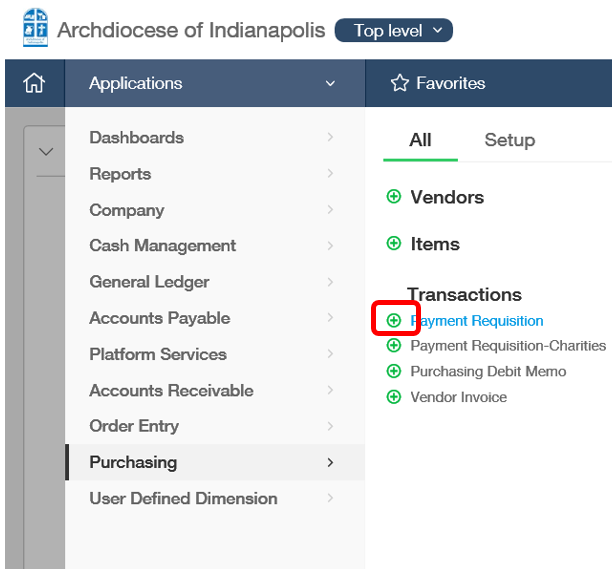 Archdiocese of Indianapolis
Top level
Applications
Favorites
Dashboards
Reports
Company
Cash Management
General Ledger
Accounts Payable
Platform Services
Accounts Receivable
Order Entry
Purchasing
User Defined Dimension
All
Setup
Vendors
Items
Transactions
Payment Requisition
Payment Requisition-Charities
Purchasing Debit Memo
Vendor Invoice